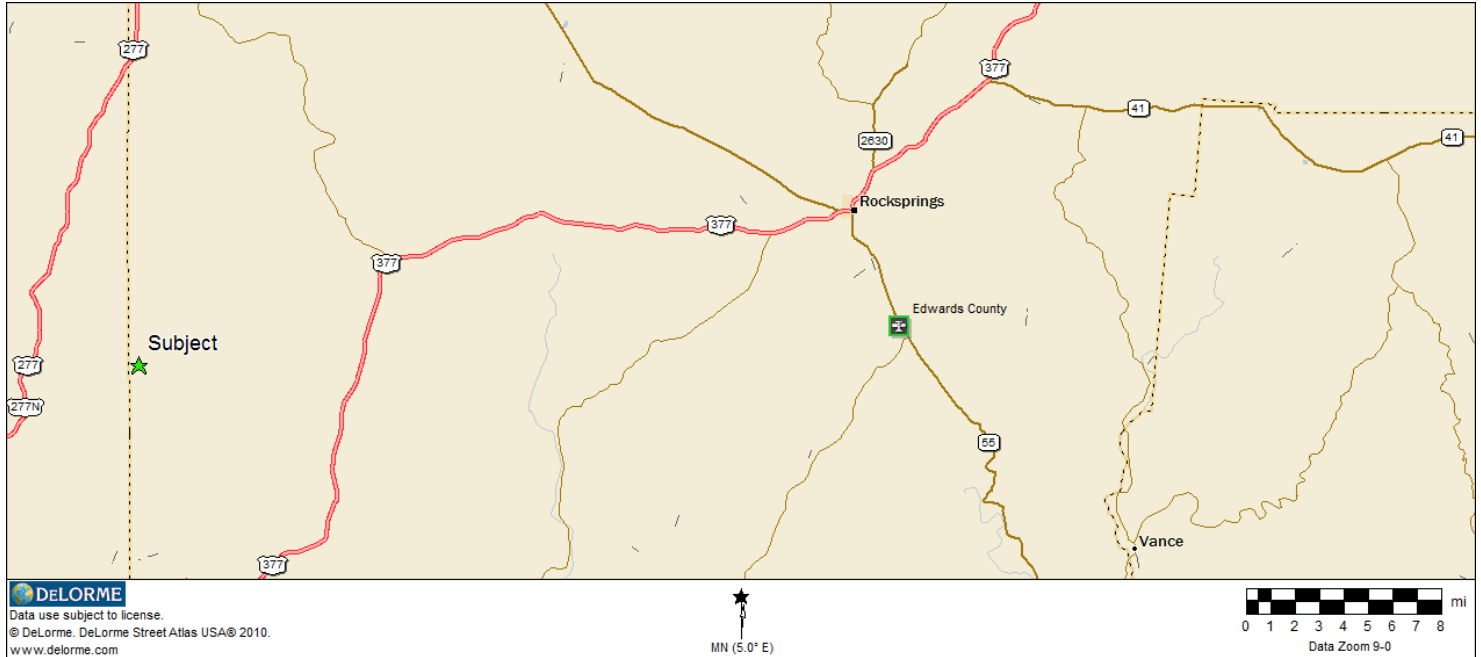 277
377
41
41
2630
Rocksprings
377
377
Edwards County
Subject
277
277N
55
Vance
377
DELORME
Data use subject to license.
© DeLorme. DeLorme Street Atlas USA® 2010.
www.delorme.com
MN (5.0° E)
mi
0 1 2 3 4 5 6 7 8
Data Zoom 9-0